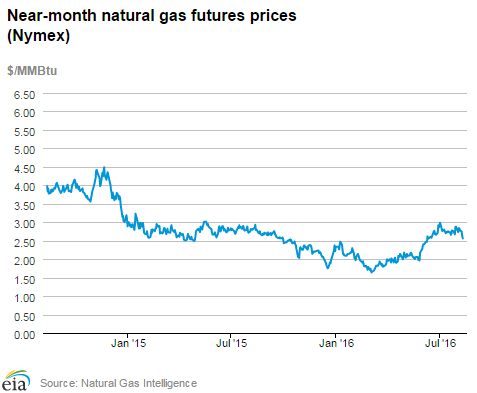 Near-month natural gas futures prices
(Nymex)
$/MMBtu
6.50
6.00
5.50
5.00
4.50
4.00
3.50
3.00
2.50
2.00
1.50
1.00
0.50
0.00
Jan '15
Jul '15
Jan '16
Jul '16
eia
Source: Natural Gas Intelligence